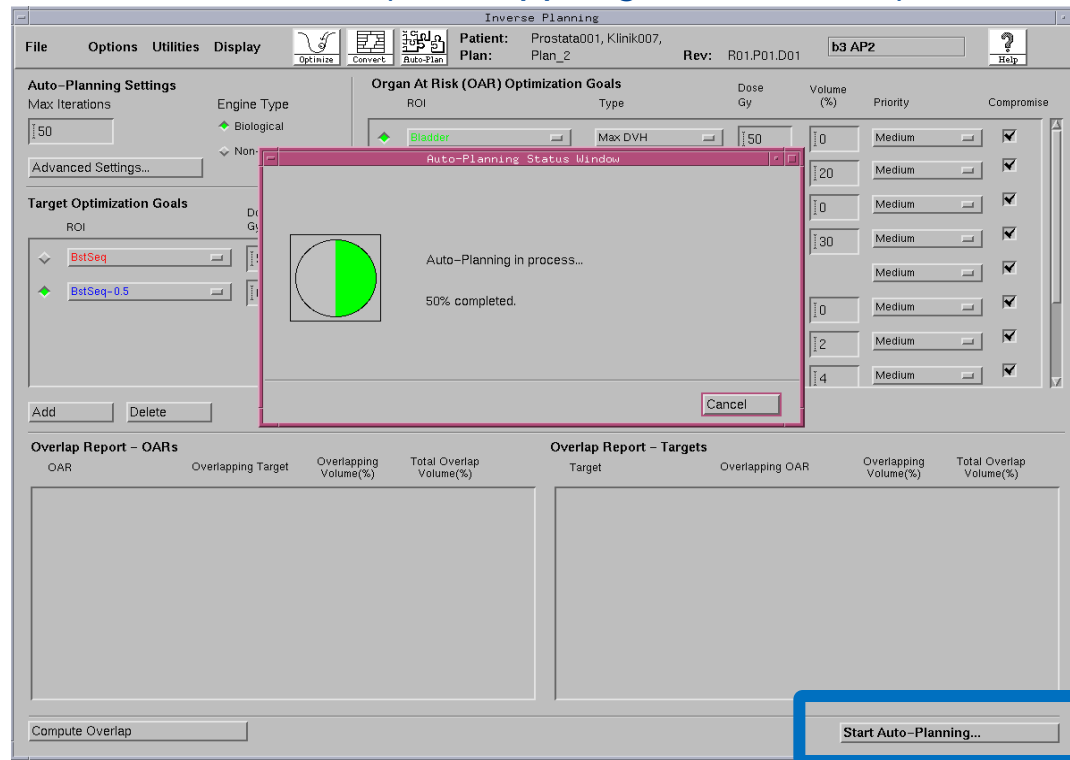 Inverse Planning
File Options Utilities Display
Optimize Convert Auto-Plan
Patient: Prostata001, Klinik007,
Plan: Plan_2 Rev: R01.P01.D01
b3 AP2
Help
Auto-Planning Settings
Max Iterations Engine Type
50
Biological
Non-
Advanced Settings...
Organ At Risk (OAR) Optimization Goals
ROI Type Dose Gy Volume (%) Priority Compromise
Bladder Max DVH 50 0 Medium
20 Medium
0 Medium
30 Medium
Medium
0 Medium
2 Medium
4 Medium
Target Optimization Goals
ROI
BstSeq
BstSeq-0.5
Add Delete
Auto-Planning Status Window
Auto-Planning in process...
50% completed.
Cancel
Overlap Report - OARs
OAR Overlapping Target Overlapping Volume(%) Total Overlap Volume(%)
Overlap Report - Targets
Target Overlapping OAR Overlapping Volume(%) Total Overlap Volume(%)
Compute Overlap
Start Auto-Planning...